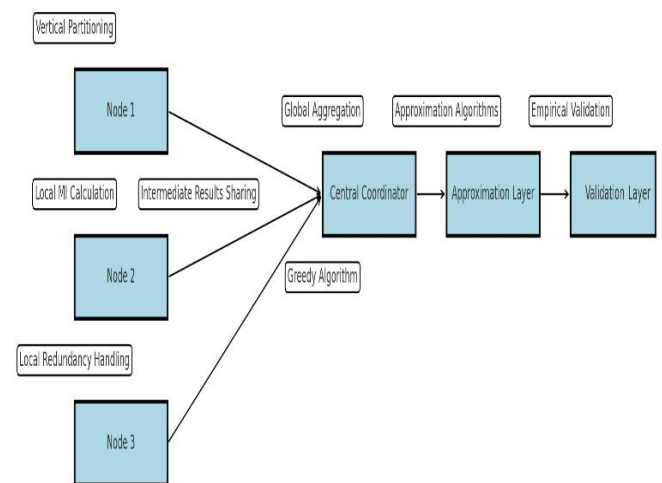 Vertical Partitioning
Node 1
Global Aggregation
Approximation Algorithms
Empirical Validation
Local MI Calculation
Intermediate Results Sharing
Central Coordinator
Approximation Layer
Validation Layer
Node 2
Greedy Algorithm
Local Redundancy Handling
Node 3